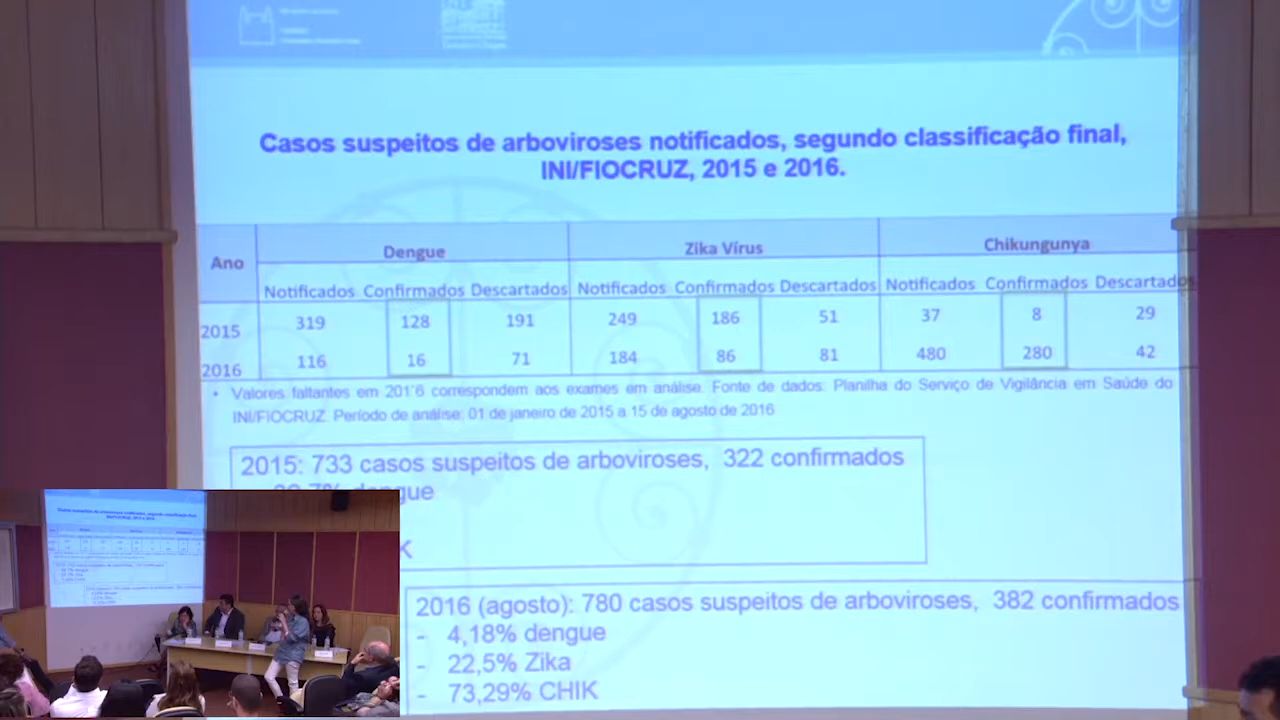 Casos suspeitos de arboviroses notificados, segundo classificação final,
INI/FIOCRUZ, 2015 e 2016.
Ano Dengue Zika Vírus Chikungunya
Notificados Confirmados Descartados Notificados Confirmados Descartados Notificados Confirmados Descartados
2015 319 128 191 249 186 51 37 8 29
2016 116 16 71 184 86 81 480 280 42
• Valores faltantes em 2016 correspondem aos exames em análise. Fonte de dados: Planilha do Serviço de Vigilância em Saúde do
INI/FIOCRUZ. Período de análise: 01 de janeiro de 2015 a 15 de agosto de 2016
2015: 733 casos suspeitos de arboviroses, 322 confirmados
gue
K
2016 (agosto): 780 casos suspeitos de arboviroses, 382 confirmados
- 4,18% dengue
- 22,5% Zika
- 73,29% CHIK